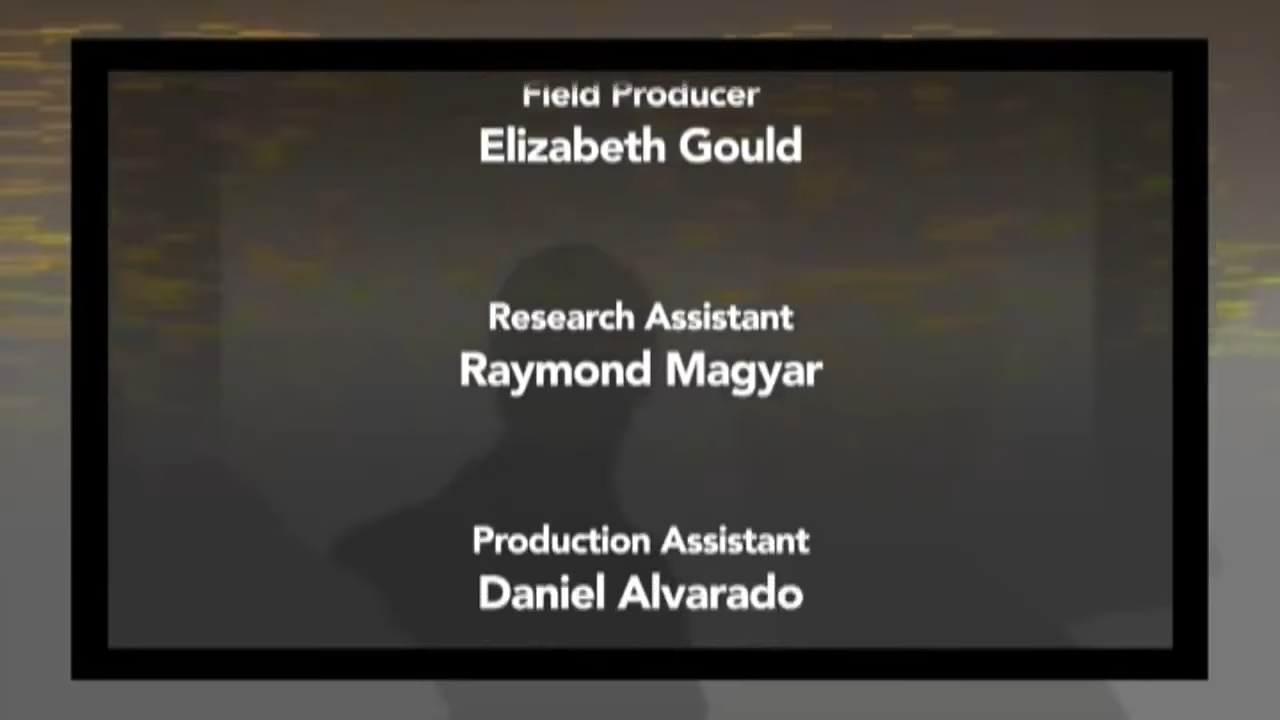 Field Producer
Elizabeth Gould
Research Assistant
Raymond Magyar
Production Assistant
Daniel Alvarado